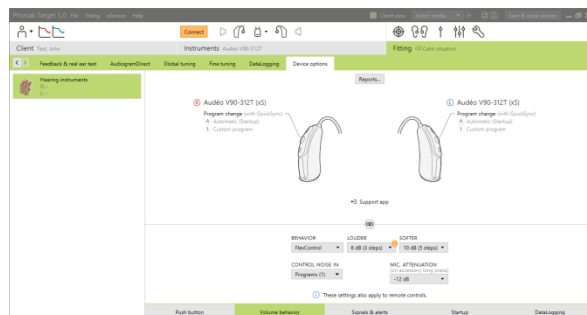 Phonak Target 5.0 File Fitting eService Help
Client view Select media... Save & close session
Connect
Client Test, John
Instruments Audéo V90-312T
Fitting Calm situation
Feedback & real ear test AudiogramDirect Global tuning Fine tuning DataLogging Device options
Hearing instruments
R: -
L: -
Reports...
R Audéo V90-312T (xS)
Program change (with QuickSync)
A Automatic (Startup)
1 Custom program
L Audéo V90-312T (xS)
Program change (with QuickSync)
A Automatic (Startup)
1 Custom program
Support app
BEHAVIOR LOUDER SOFTER
FlexControl 6 dB (3 steps) 10 dB (5 steps)
CONTROL NOISE IN MIC. ATTENUATION
(on accessory long press)
Programs (1) -12 dB
These settings also apply to remote controls.
Push button Volume behavior Signals & alerts Startup DataLogging